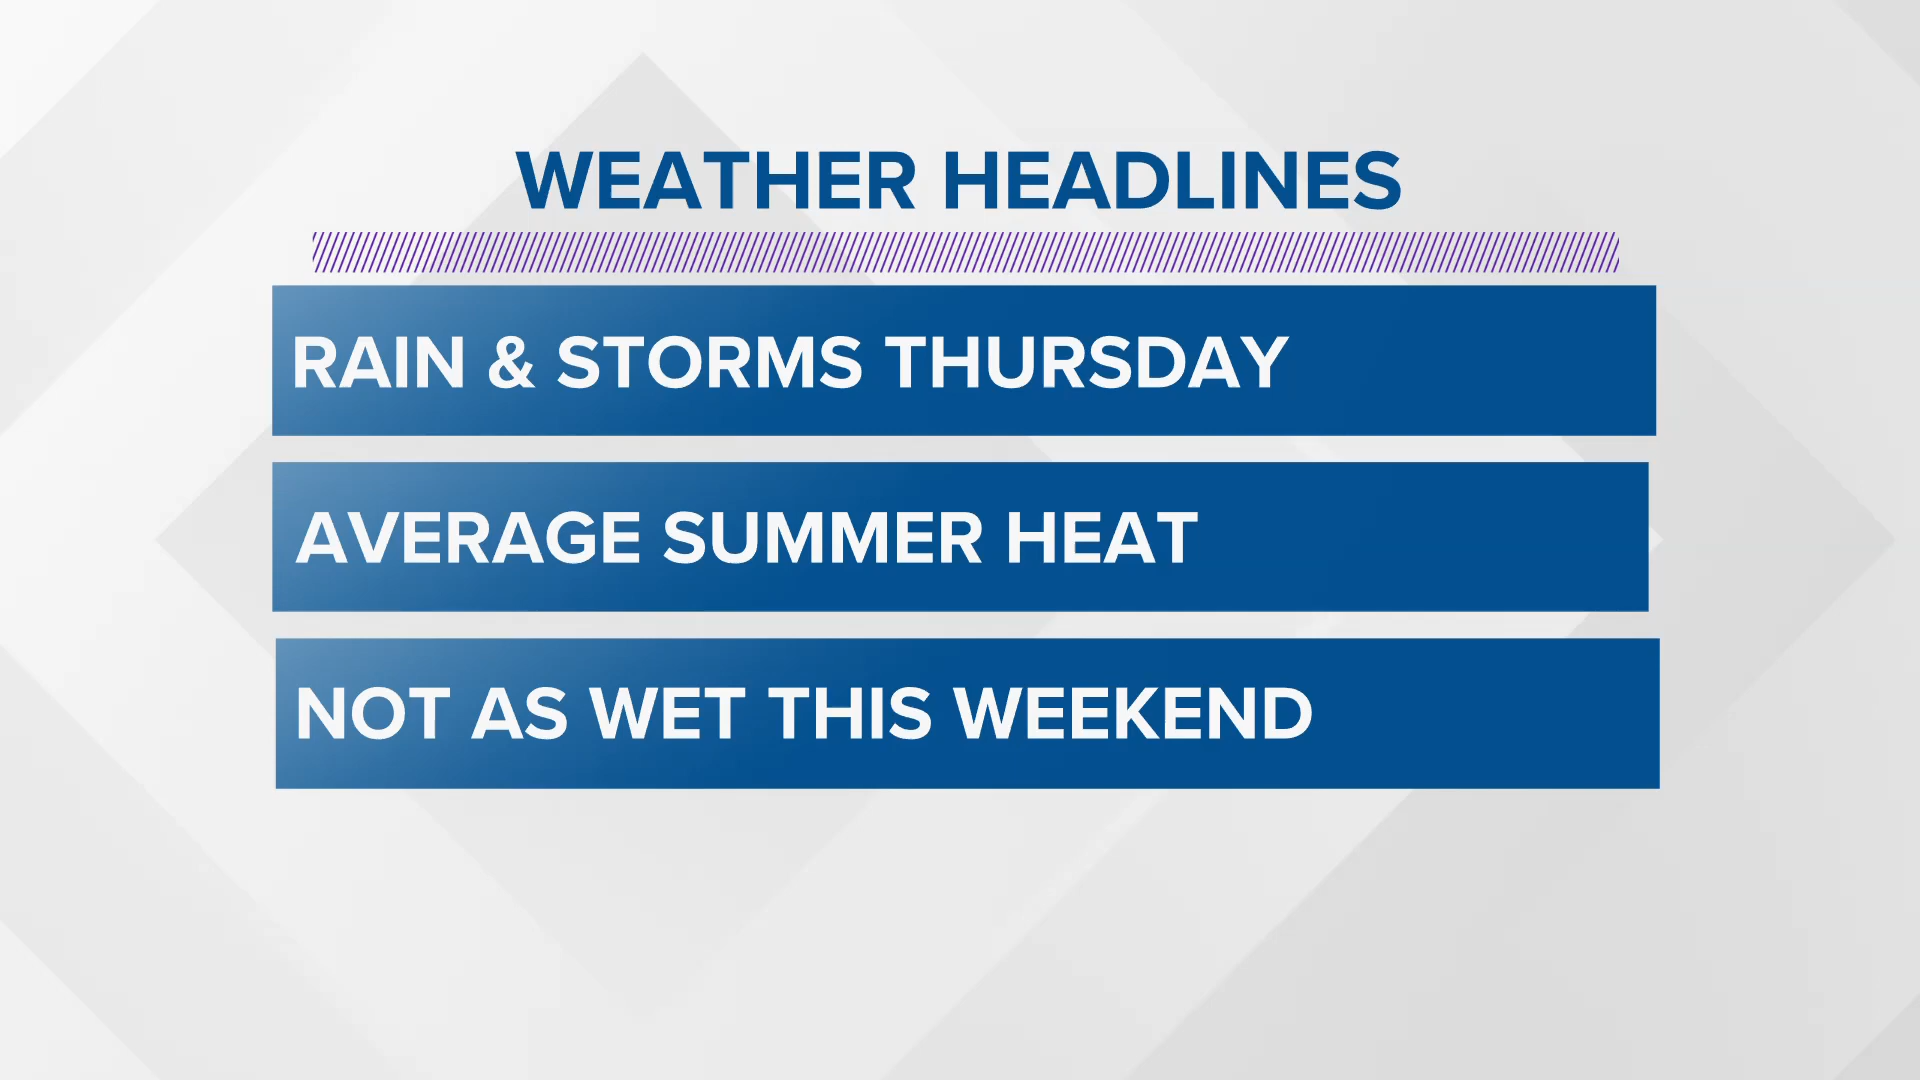 WEATHER HEADLINES
RAIN & STORMS THURSDAY
AVERAGE SUMMER HEAT
NOT AS WET THIS WEEKEND